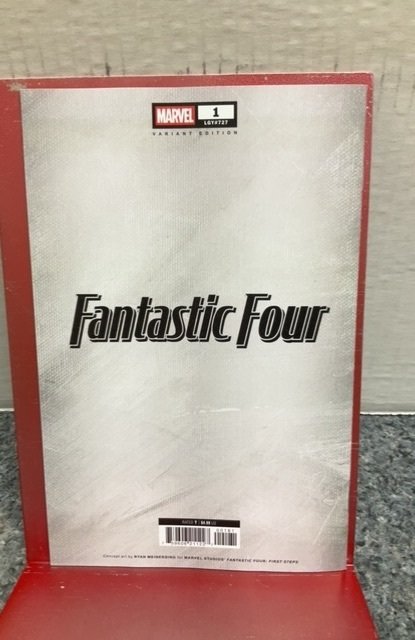 MARVEL
1
LGY#727
VARIANT EDITION
Fantastic Four
RATED T | $4.99 US
00161
Concept art by RYAN MEINERDING for MARVEL STUDIOS' FANTASTIC FOUR: FIRST STEPS